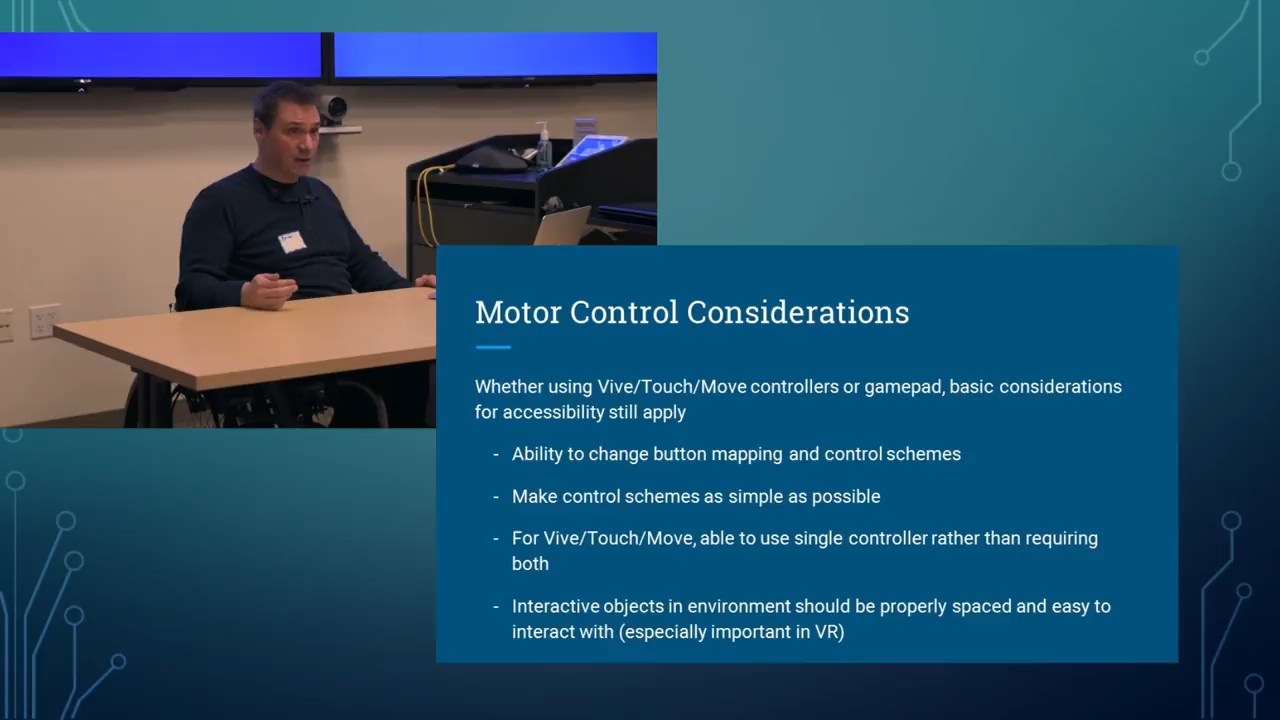 Motor Control Considerations
Whether using Vive/Touch/Move controllers or gamepad, basic considerations
for accessibility still apply
- Ability to change button mapping and control schemes
- Make control schemes as simple as possible
- For Vive/Touch/Move, able to use single controller rather than requiring
both
- Interactive objects in environment should be properly spaced and easy to
interact with (especially important in VR)